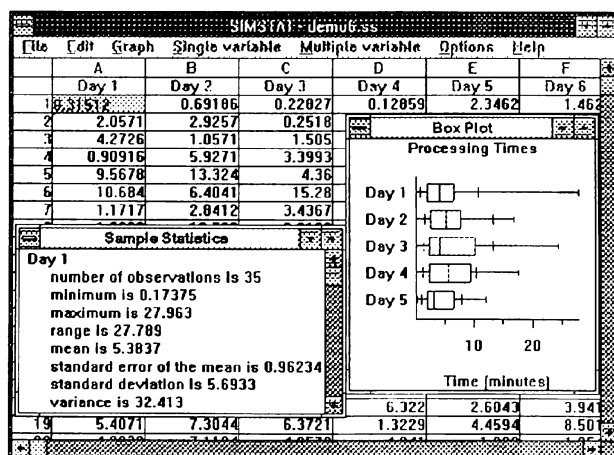 SIMSTAT - demo6.ss
File Edit Graph Single variable Multiple variable Options Help
A B C D E F
Day 1 Day 2 Day 3 Day 4 Day 5 Day 6
1 0.31512 0.69186 0.22027 0.12859 2.3462 1.462
2 2.0571 2.9257 0.2518
3 4.2726 1.0571 1.505
4 0.90916 5.9271 3.3993
5 9.5678 13.324 4.36
6 10.684 6.4041 15.28
7 1.1717 2.8412 3.4367
Box Plot
Processing Times
Day 1
Day 2
Day 3
Day 4
Day 5
10 20
Time (minutes)
Sample Statistics
Day 1
number of observations is 35
minimum is 0.17375
maximum is 27.963
range is 27.789
mean is 5.3837
standard error of the mean is 0.96234
standard deviation is 5.6933
variance is 32.413
6.322 2.6043 3.941
19 5.4071 7.3044 6.3721 1.3229 4.4594 8.501